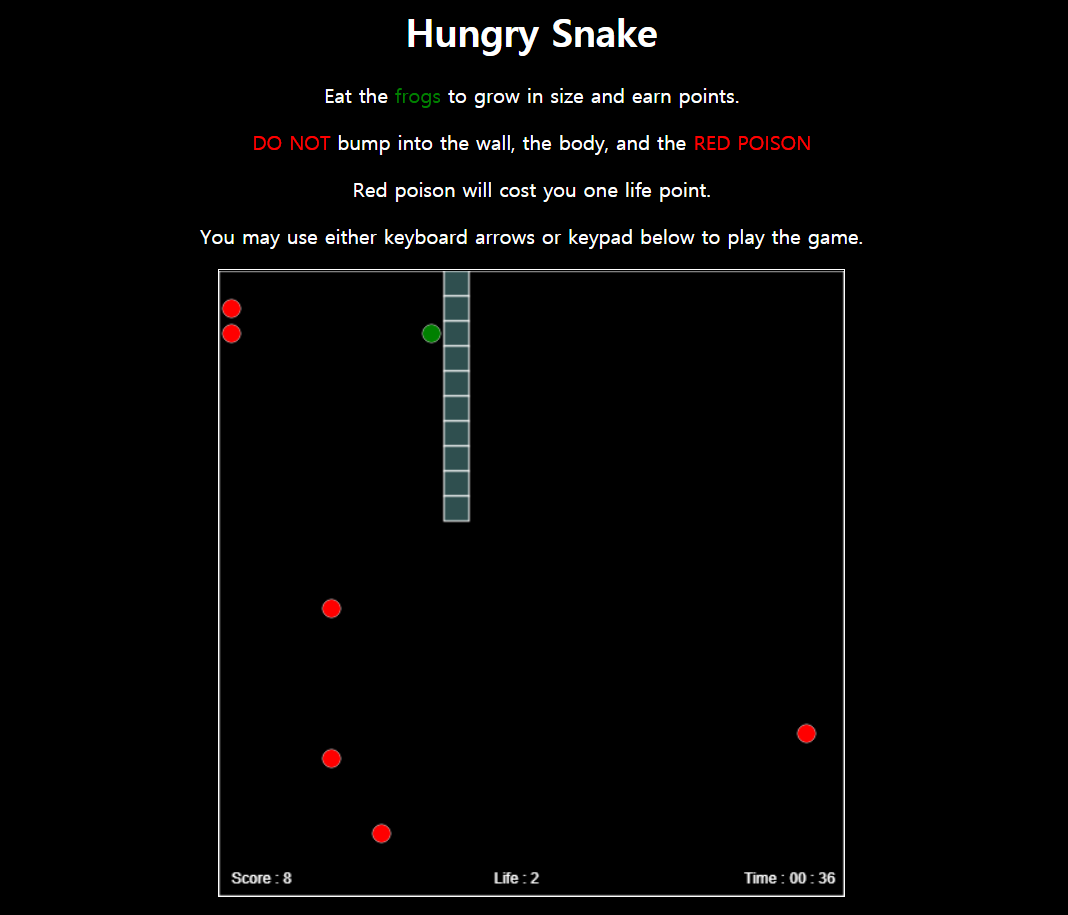 Hungry Snake
Eat the frogs to grow in size and earn points.
DO NOT bump into the wall, the body, and the RED POISON
Red poison will cost you one life point.
You may use either keyboard arrows or keypad below to play the game.
Score : 8 Life : 2 Time : 00 : 36